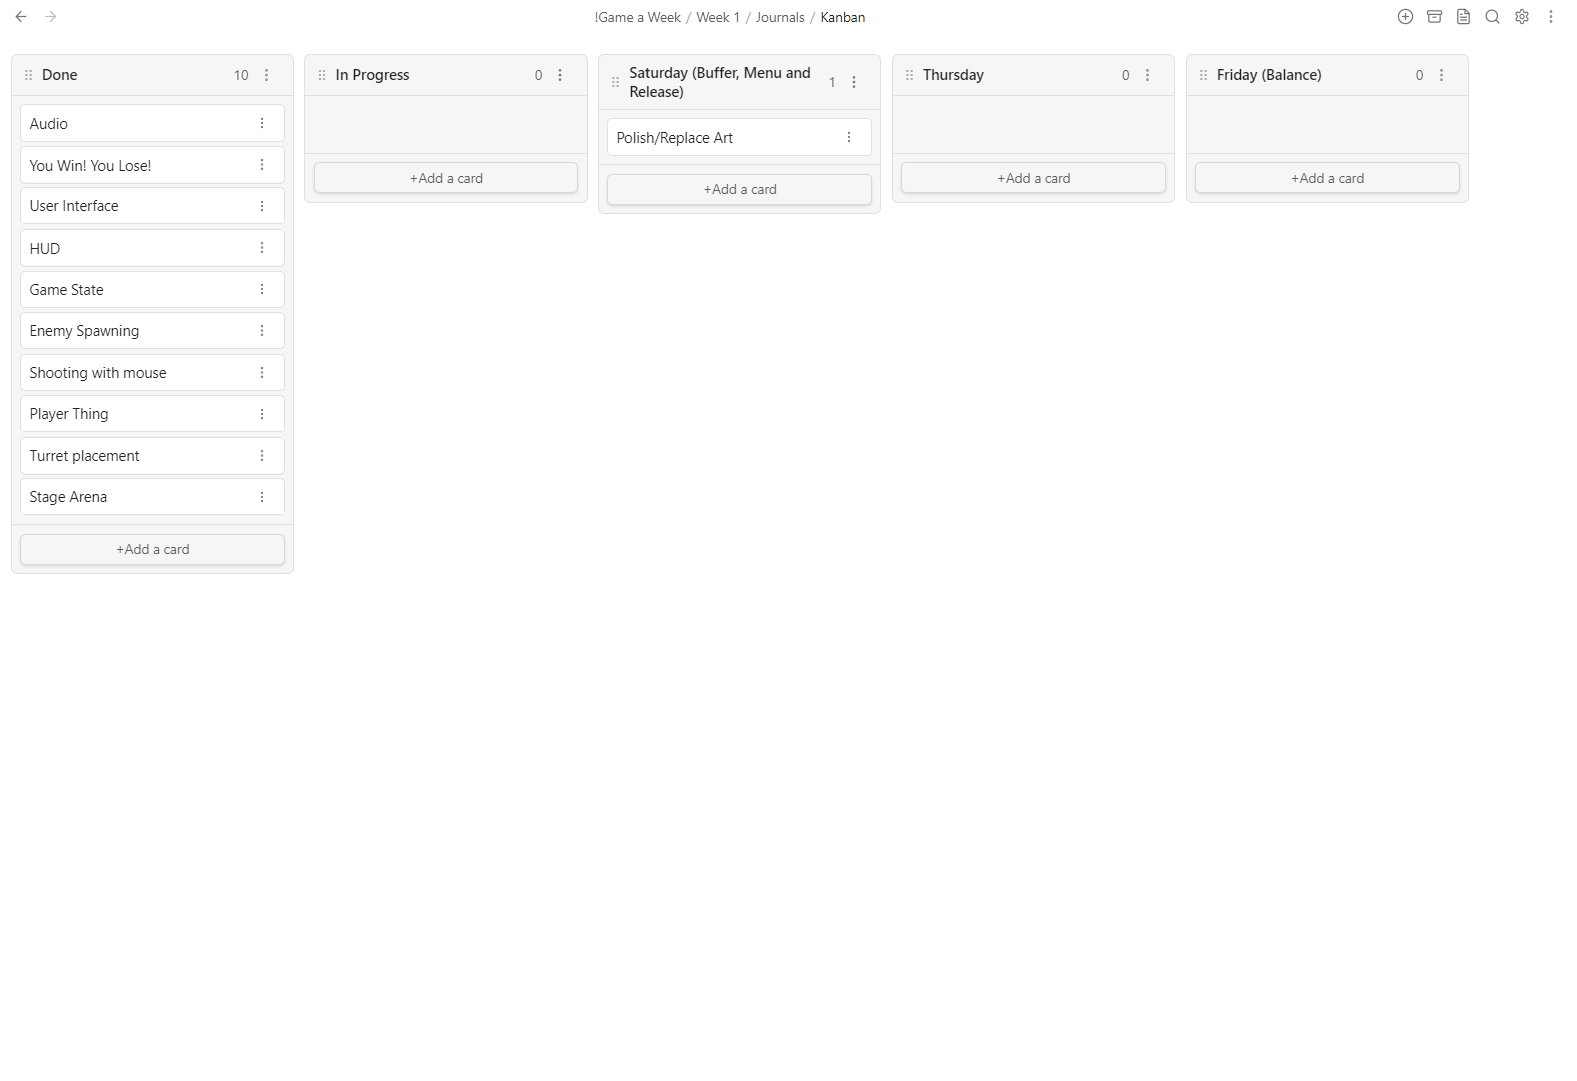 !Game a Week / Week 1 / Journals / Kanban
Done 10
Audio
You Win! You Lose!
User Interface
HUD
Game State
Enemy Spawning
Shooting with mouse
Player Thing
Turret placement
Stage Arena
+Add a card
In Progress 0
+Add a card
Saturday (Buffer, Menu and
Release) 1
Polish/Replace Art
+Add a card
Thursday 0
+Add a card
Friday (Balance) 0
+Add a card